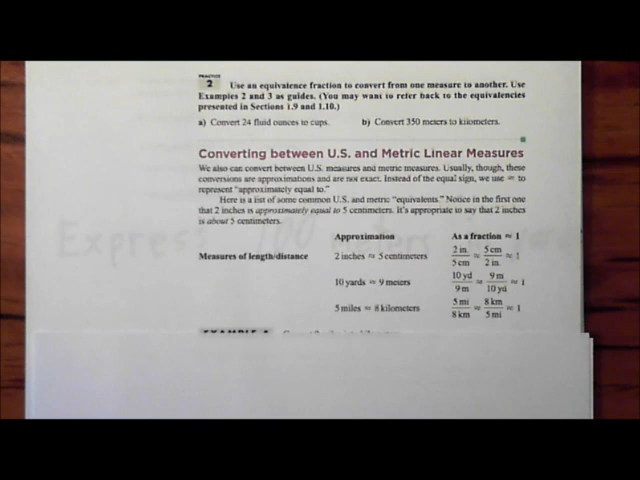 PRACTICE
2 Use an equivalence fraction to convert from one measure to another. Use
Examples 2 and 3 as guides. (You may want to refer back to the equivalencies
presented in Sections 1.9 and 1.10.)
a) Convert 24 fluid ounces to cups. b) Convert 350 meters to kilometers.
Converting between U.S. and Metric Linear Measures
We also can convert between U.S. measures and metric measures. Usually, though, these
conversions are approximations and are not exact. Instead of the equal sign, we use ≈ to
represent "approximately equal to."
Here is a list of some common U.S. and metric "equivalents." Notice in the first one
that 2 inches is approximately equal to 5 centimeters. It's appropriate to say that 2 inches
is about 5 centimeters.
Express 100
Approximation As a fraction ≈ 1
Measures of length/distance 2 inches ≈ 5 centimeters 2 in./5 cm ≈ 5 cm/2 in. ≈ 1
10 yards ≈ 9 meters 10 yd/9 m ≈ 9 m/10 yd ≈ 1
5 miles ≈ 8 kilometers 5 mi/8 km ≈ 8 km/5 mi ≈ 1